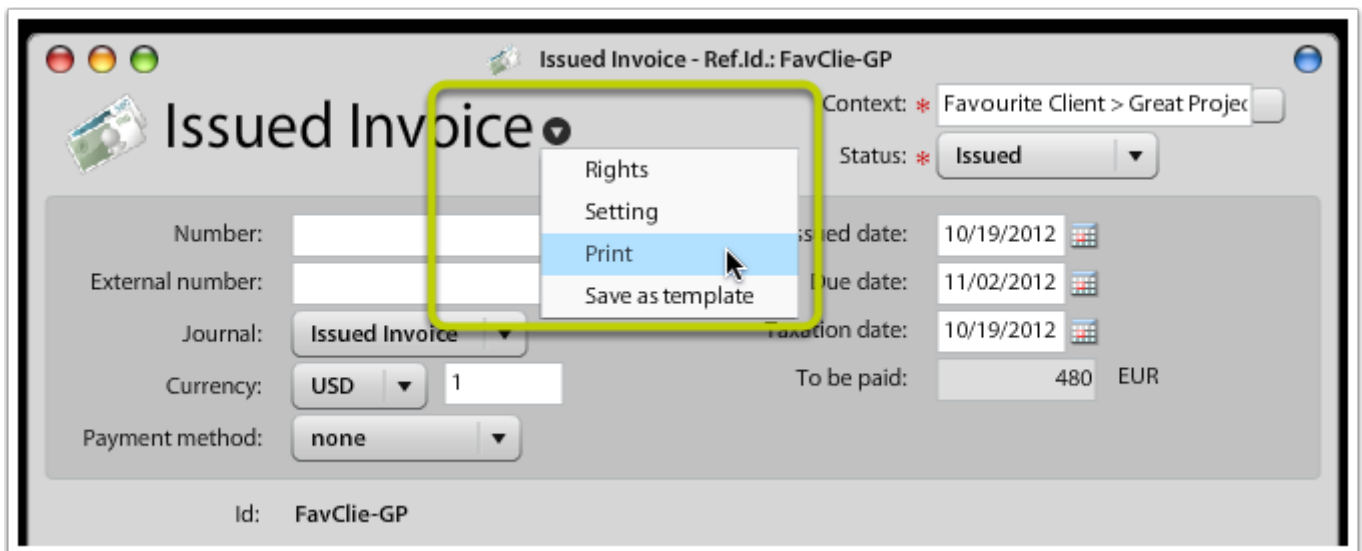 Issued Invoice - Ref.Id.: FavClie-GP
Issued Invoice
Context: * Favourite Client > Great Projec
Status: * Issued
Rights
Setting
Print
Save as template
Number:
External number:
Journal: Issued Invoice
Currency: USD 1
Payment method: none
ssued date: 10/19/2012
Due date: 11/02/2012
Taxation date: 10/19/2012
To be paid: 480 EUR
Id: FavClie-GP